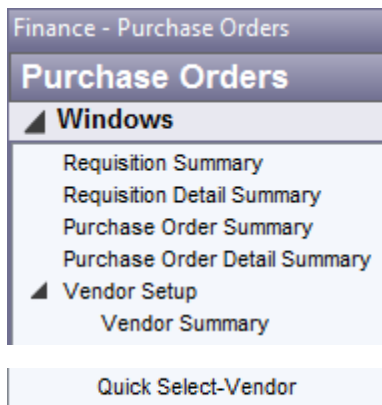 Finance - Purchase Orders
Purchase Orders
Windows
Requisition Summary
Requisition Detail Summary
Purchase Order Summary
Purchase Order Detail Summary
Vendor Setup
Vendor Summary
Quick Select-Vendor